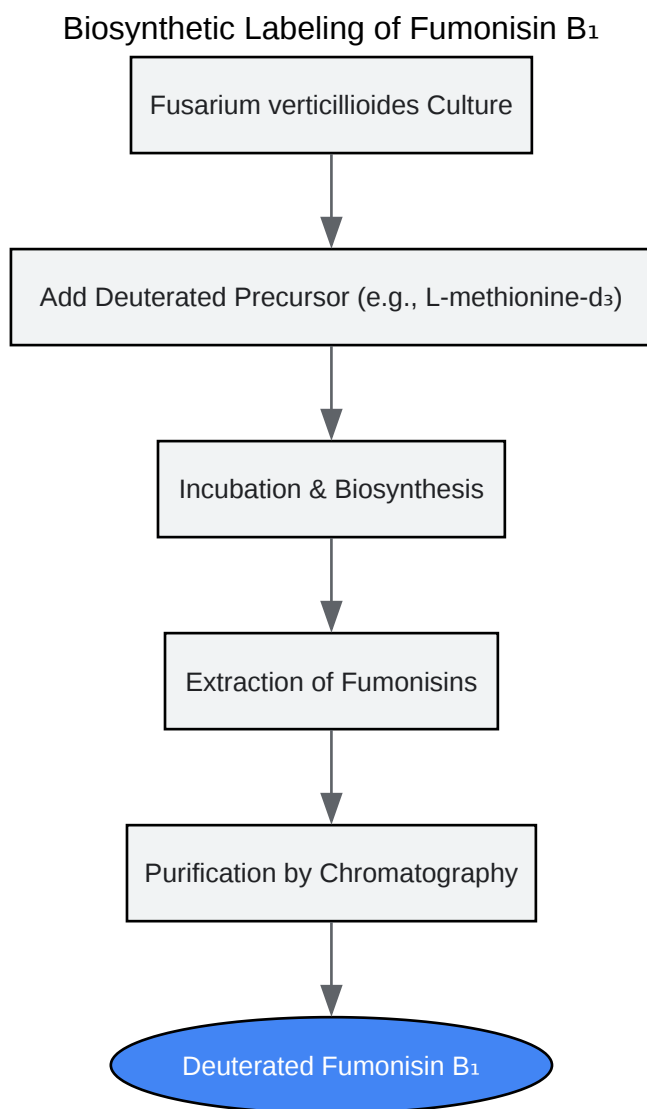 Biosynthetic Labeling of Fumonisin B₁
Fusarium verticillioides Culture
Add Deuterated Precursor (e.g., L-methionine-d₃)
Incubation & Biosynthesis
Extraction of Fumonisins
Purification by Chromatography
Deuterated Fumonisin B₁